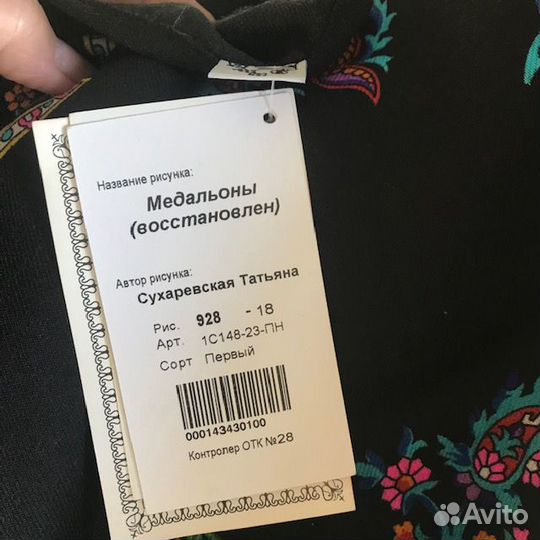 Название рисунка:
Медальоны
(восстановлен)
Автор рисунка:
Сухаревская Татьяна
Рис. 928 - 18
Арт. 1С148-23-ПН
Сорт Первый
000143430100
Контролер ОТК №28
Avito